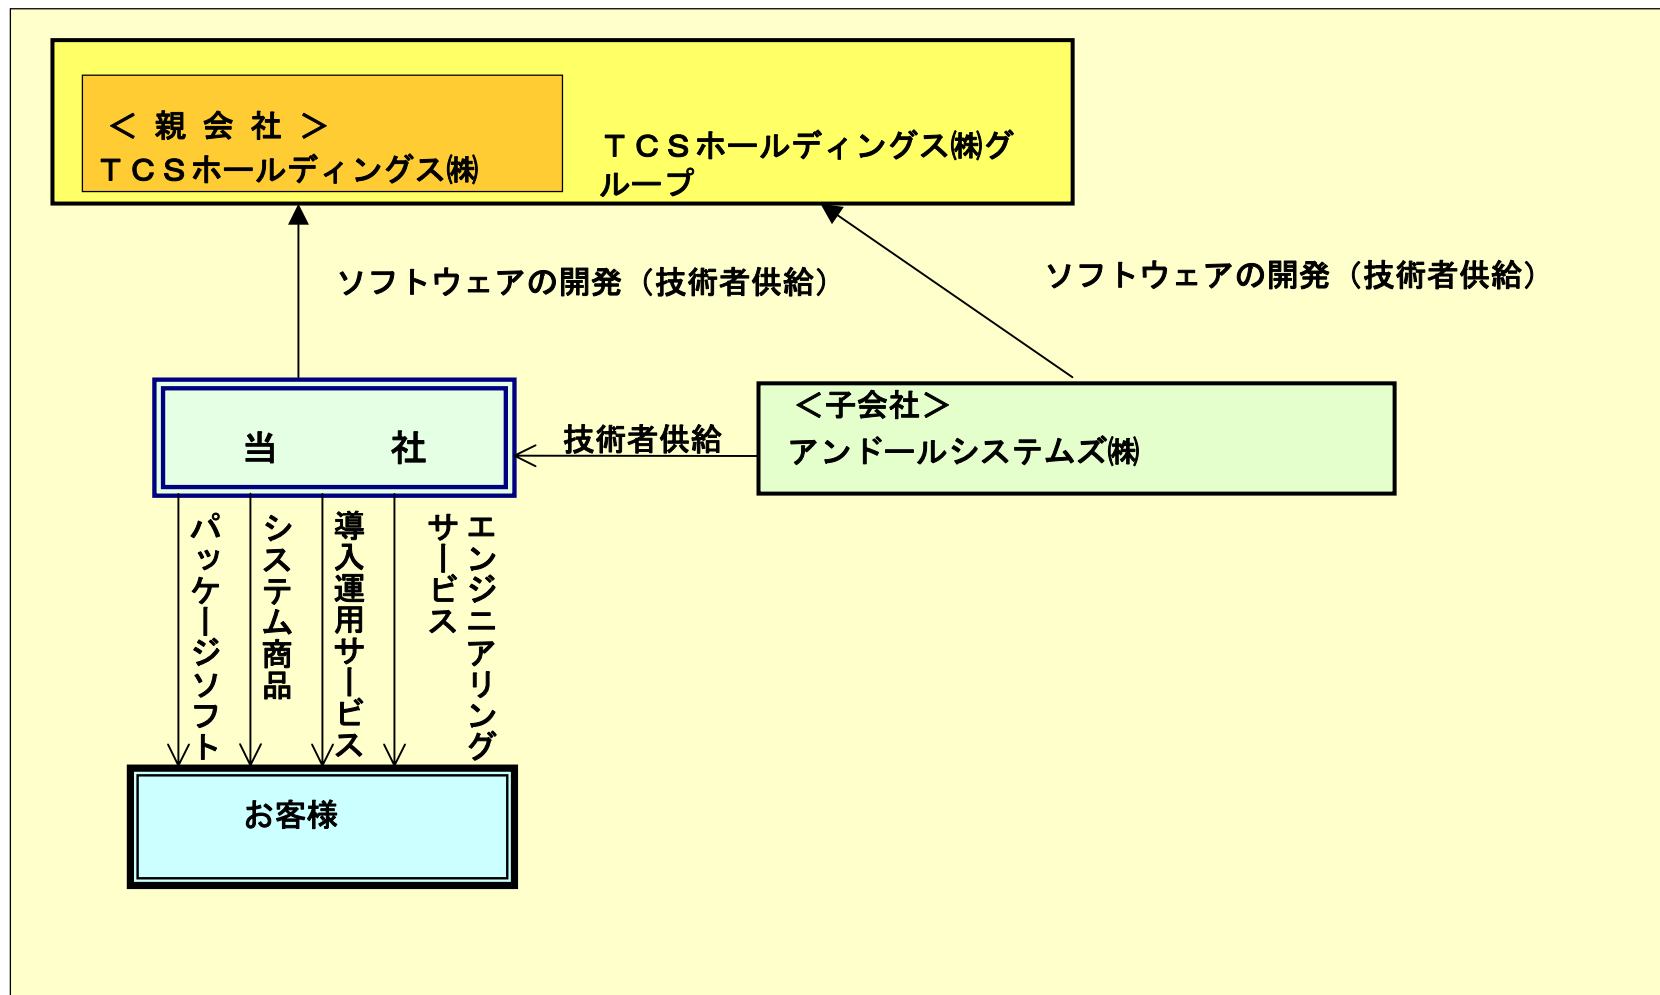 ＜ 親 会 社 ＞
ＴＣＳホールディングス㈱
ＴＣＳホールディングス㈱グ
ループ
ソフトウェアの開発（技術者供給）
ソフトウェアの開発（技術者供給）
当　　社
技術者供給
＜子会社＞
アンドールシステムズ㈱
パッケージソフト
システム商品
導入運用サービス
エンジニアリング
サービス
お客様